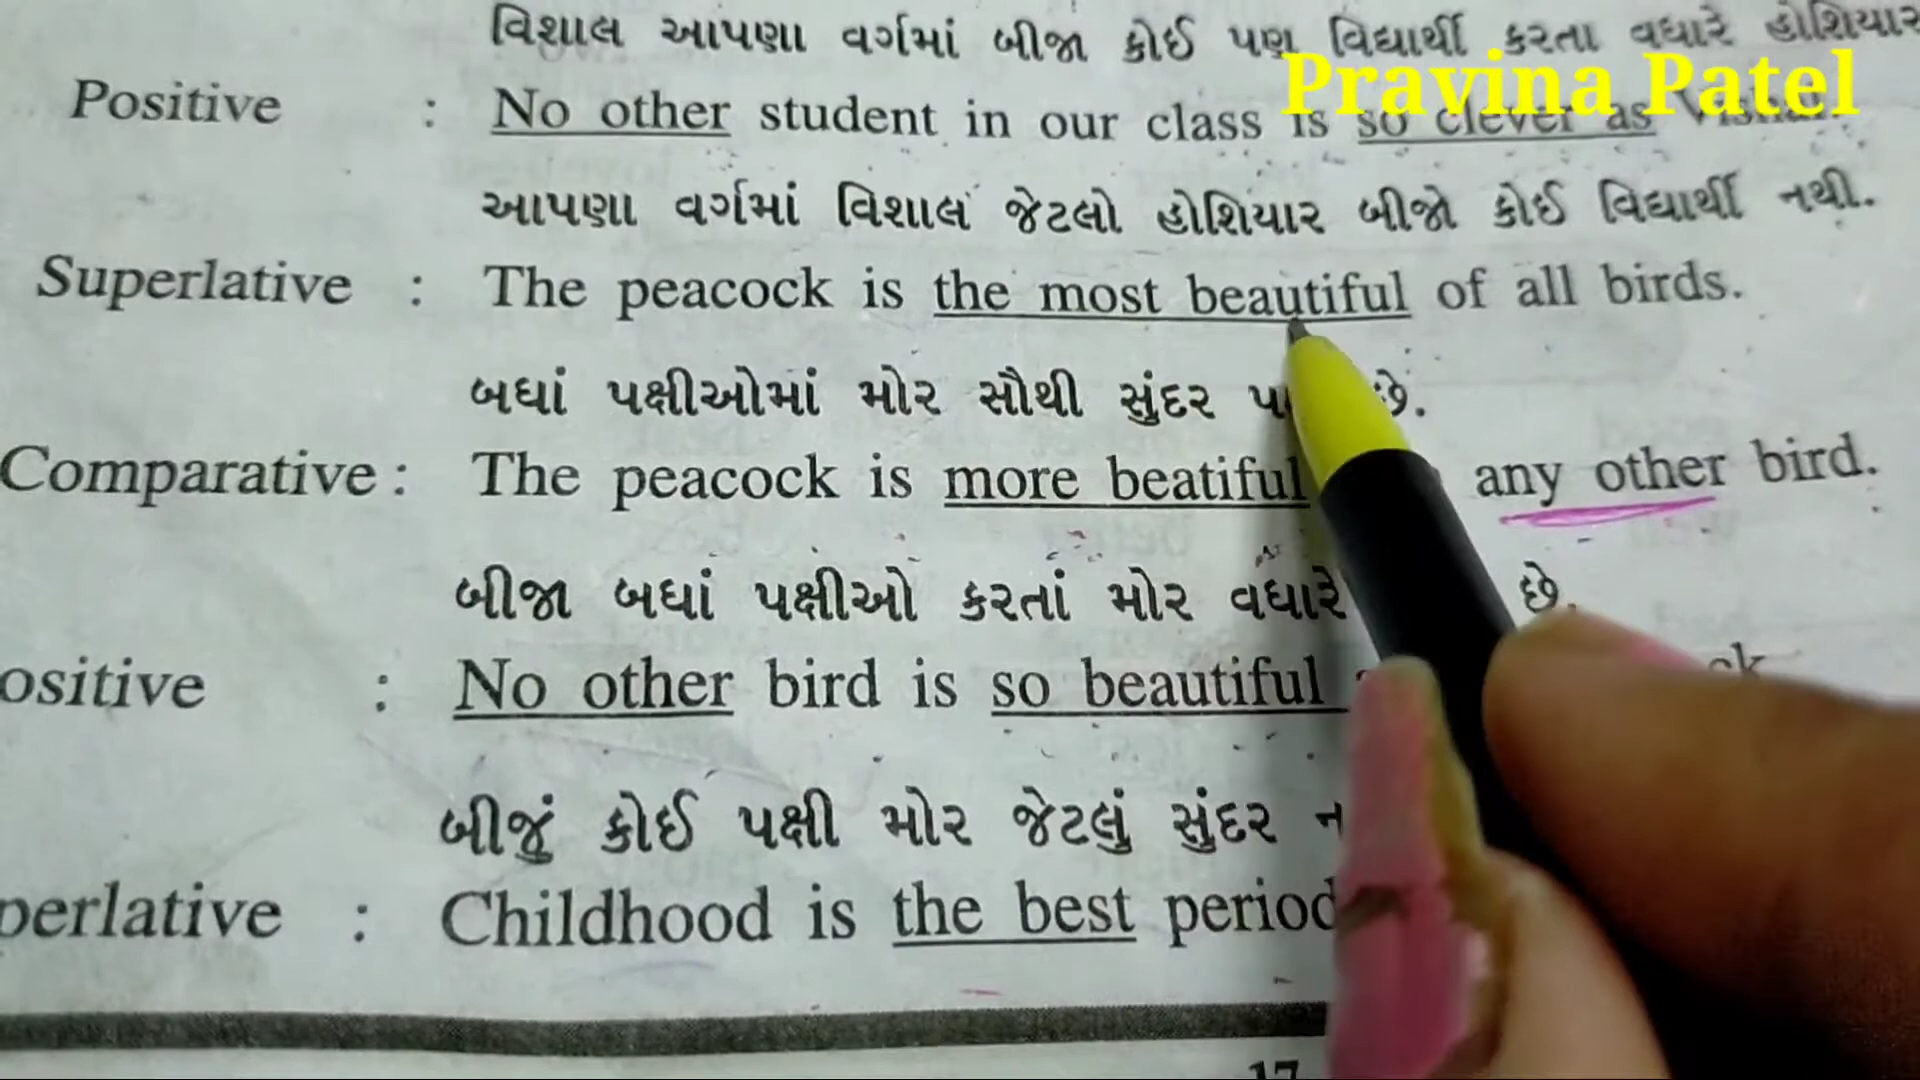 વિશાલ આપણા વર્ગમાં બીજા કોઈ પણ વિદ્યાર્થી કરતા વધારે હોશિયાર
Pravina Patel
Positive : No other student in our class is so clever as
આપણા વર્ગમાં વિશાલ જેટલો હોશિયાર બીજો કોઈ વિદ્યાર્થી નથી.
Superlative : The peacock is the most beautiful of all birds.
બધાં પક્ષીઓમાં મોર સૌથી સુંદર છે.
Comparative : The peacock is more beatiful any other bird.
બીજા બધાં પક્ષીઓ કરતાં મોર વધારે છે.
ositive : No other bird is so beautiful
બીજું કોઈ પક્ષી મોર જેટલું સુંદર
perlative : Childhood is the best period
17